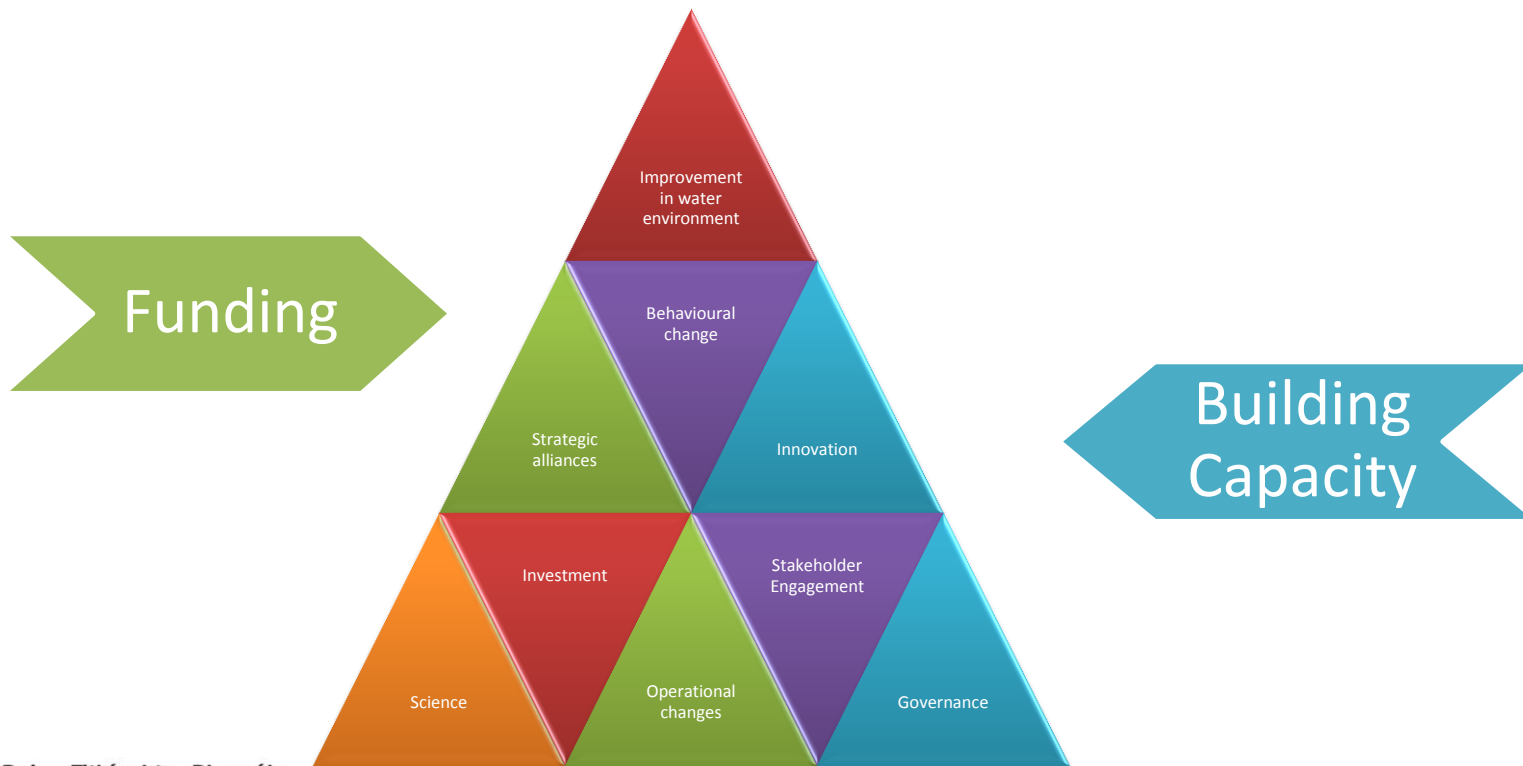 Improvement
in water
environment
Funding
Behavioural
change
Building
Capacity
Strategic
alliances
Innovation
Investment
Stakeholder
Engagement
Science
Operational
changes
Governance